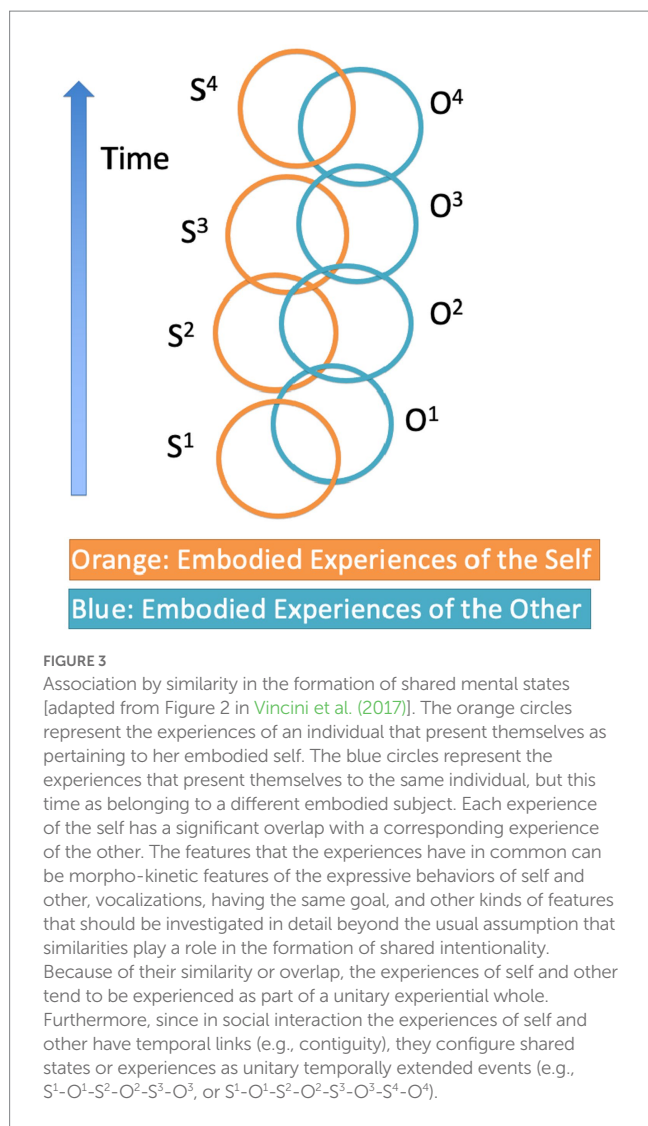 S⁴
O⁴
Time
O³
S³
O²
S²
O¹
S¹
Orange: Embodied Experiences of the Self
Blue: Embodied Experiences of the Other
FIGURE 3
Association by similarity in the formation of shared mental states
[adapted from Figure 2 in Vincini et al. (2017)]. The orange circles
represent the experiences of an individual that present themselves as
pertaining to her embodied self. The blue circles represent the
experiences that present themselves to the same individual, but this
time as belonging to a different embodied subject. Each experience
of the self has a significant overlap with a corresponding experience
of the other. The features that the experiences have in common can
be morpho-kinetic features of the expressive behaviors of self and
other, vocalizations, having the same goal, and other kinds of features
that should be investigated in detail beyond the usual assumption that
similarities play a role in the formation of shared intentionality.
Because of their similarity or overlap, the experiences of self and other
tend to be experienced as part of a unitary experiential whole.
Furthermore, since in social interaction the experiences of self and
other have temporal links (e.g., contiguity), they configure shared
states or experiences as unitary temporally extended events (e.g.,
S¹-O¹-S²-O²-S³-O³, or S¹-O¹-S²-O²-S³-O³-S⁴-O⁴).